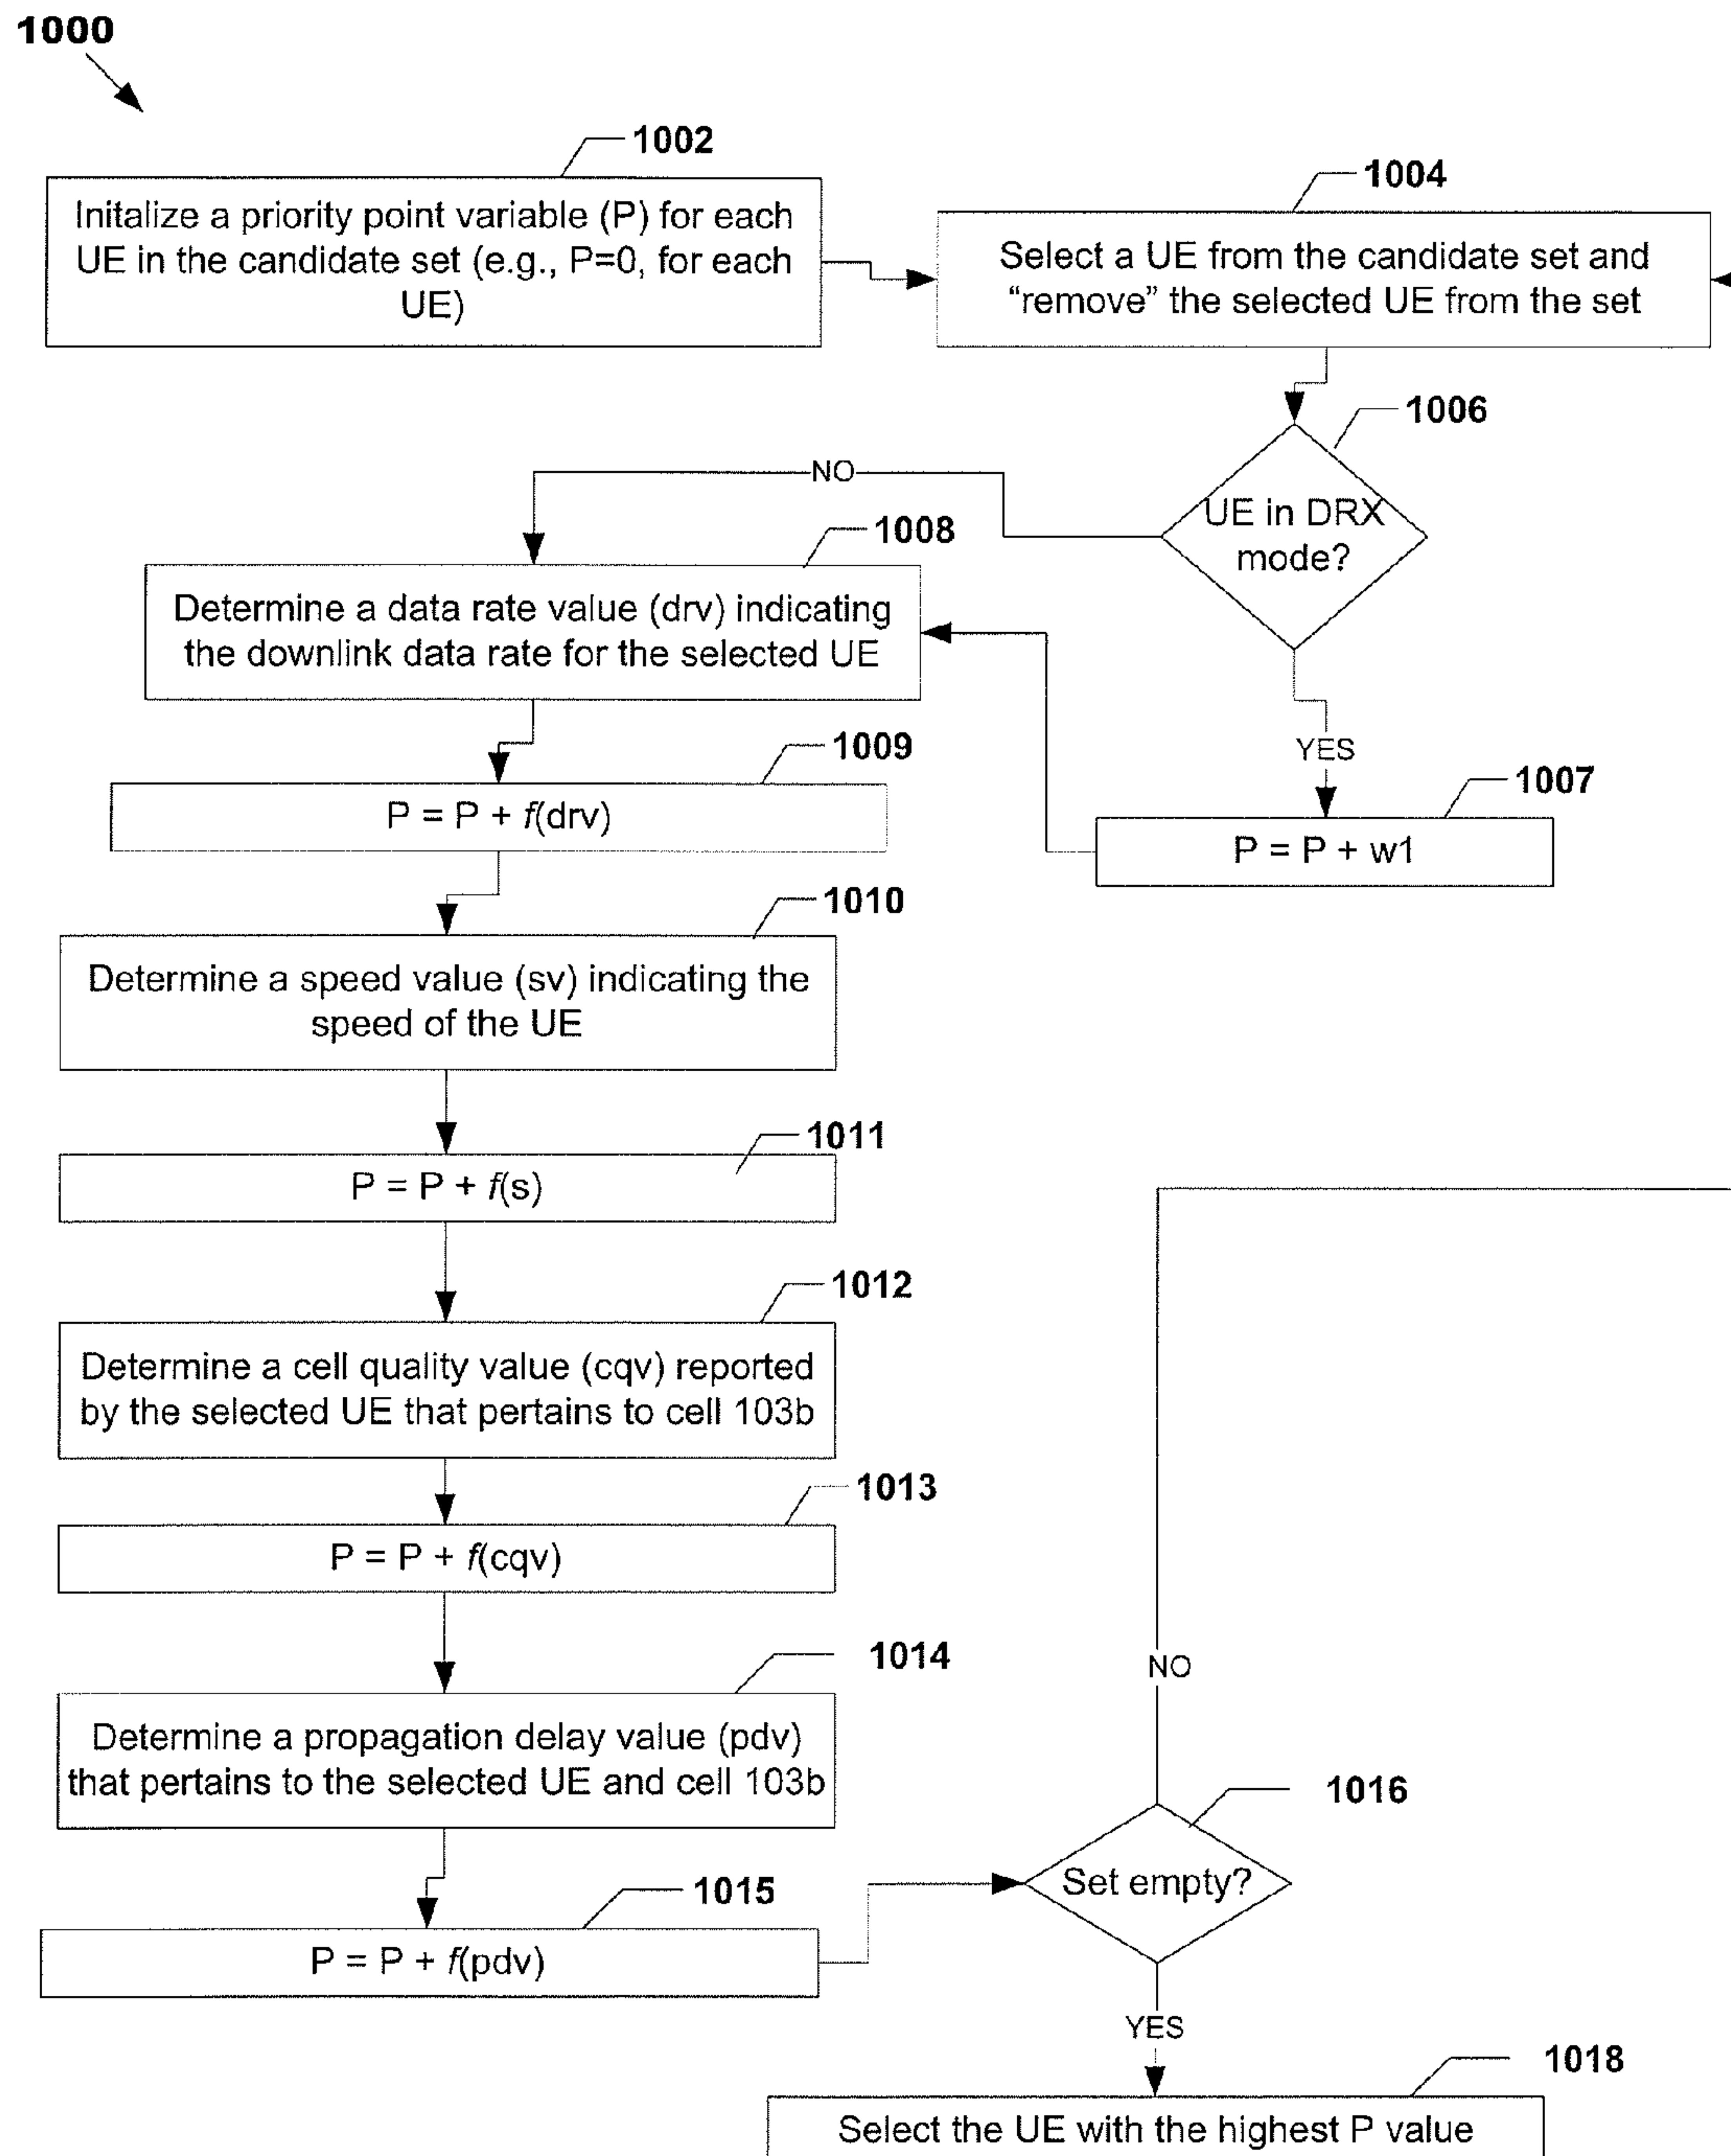 1000
1002
Initalize a priority point variable (P) for each
UE in the candidate set (e.g., P=0, for each
UE)
1004
Select a UE from the candidate set and
“remove” the selected UE from the set
1006
UE in DRX
mode?
NO
1008
Determine a data rate value (drv) indicating
the downlink data rate for the selected UE
YES
1007
P = P + w1
1009
P = P + f(drv)
1010
Determine a speed value (sv) indicating the
speed of the UE
1011
P = P + f(s)
1012
Determine a cell quality value (cqv) reported
by the selected UE that pertains to cell 103b
1013
P = P + f(cqv)
1014
Determine a propagation delay value (pdv)
that pertains to the selected UE and cell 103b
1015
P = P + f(pdv)
NO
1016
Set empty?
YES
1018
Select the UE with the highest P value